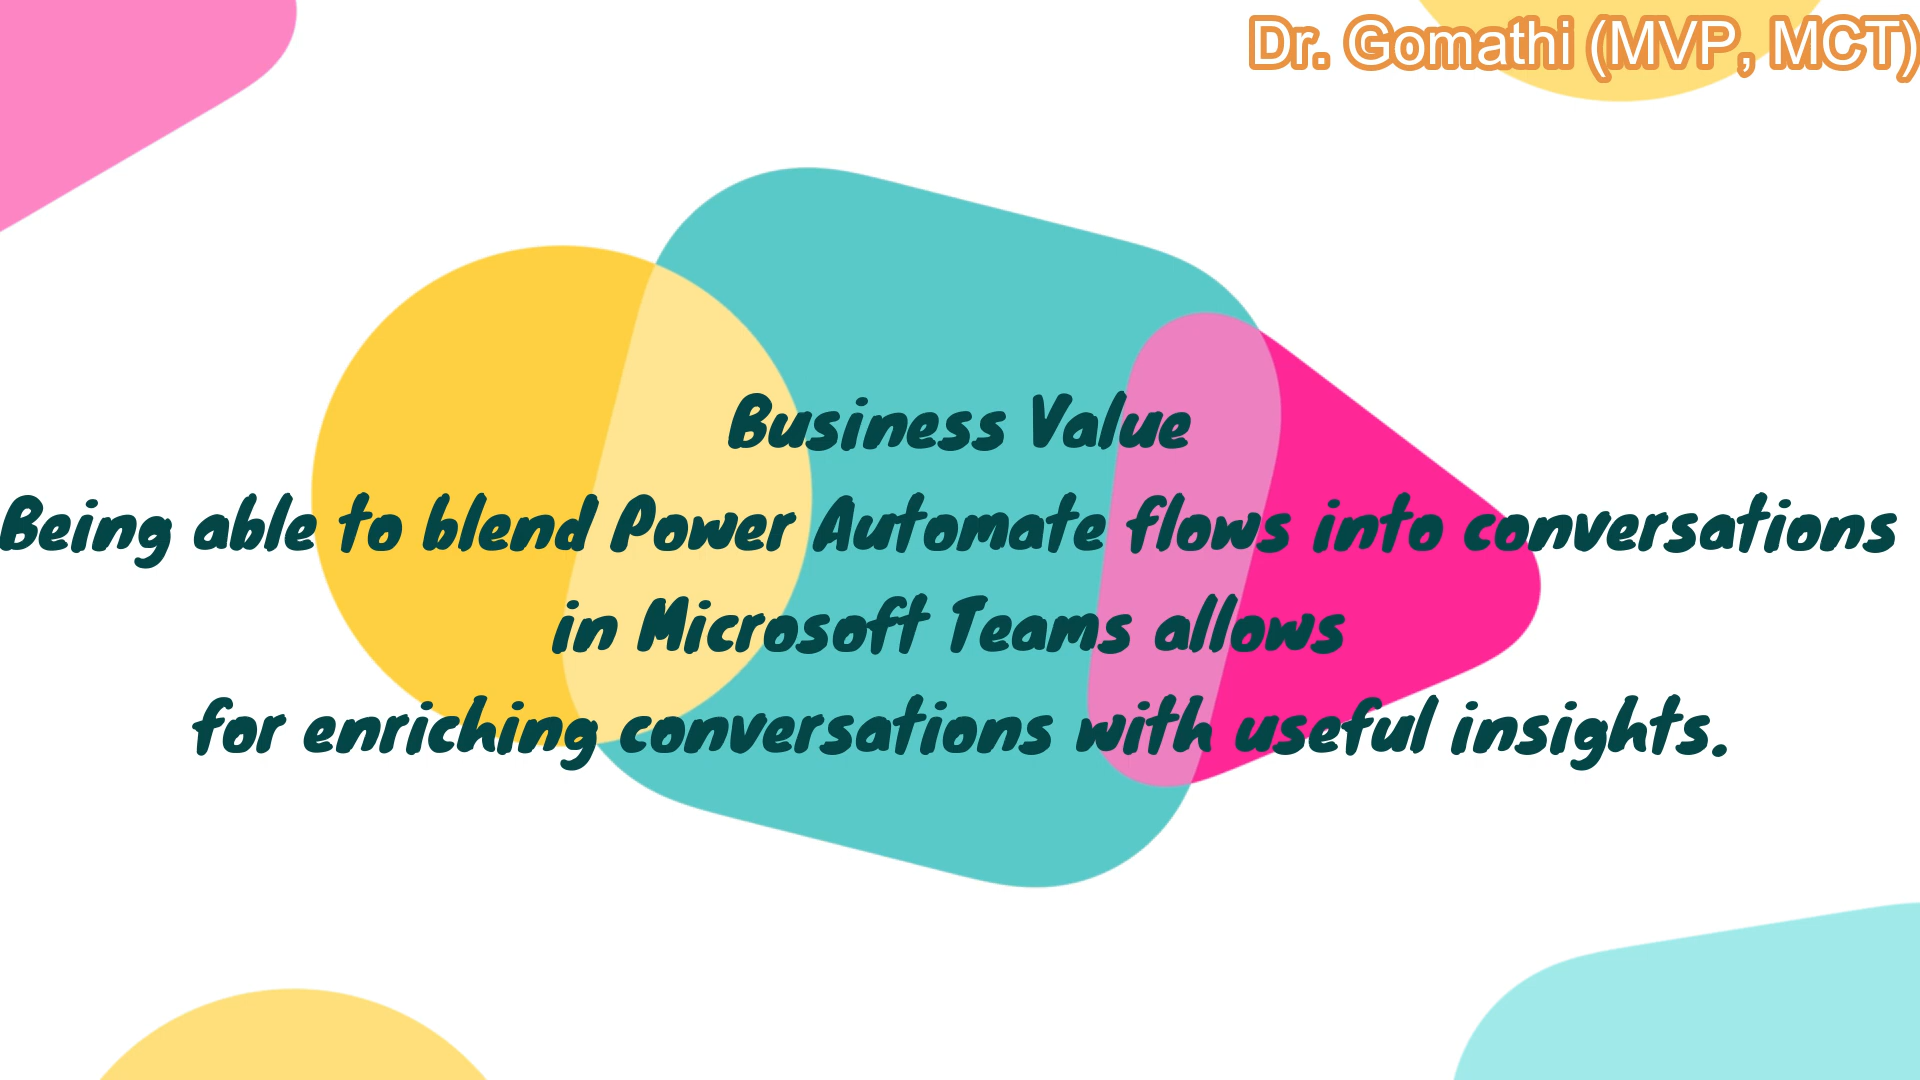 Dr. Gomathi (MVP, MCT)
Business Value
Being able to blend Power Automate flows into conversations
in Microsoft Teams allows
for enriching conversations with useful insights.